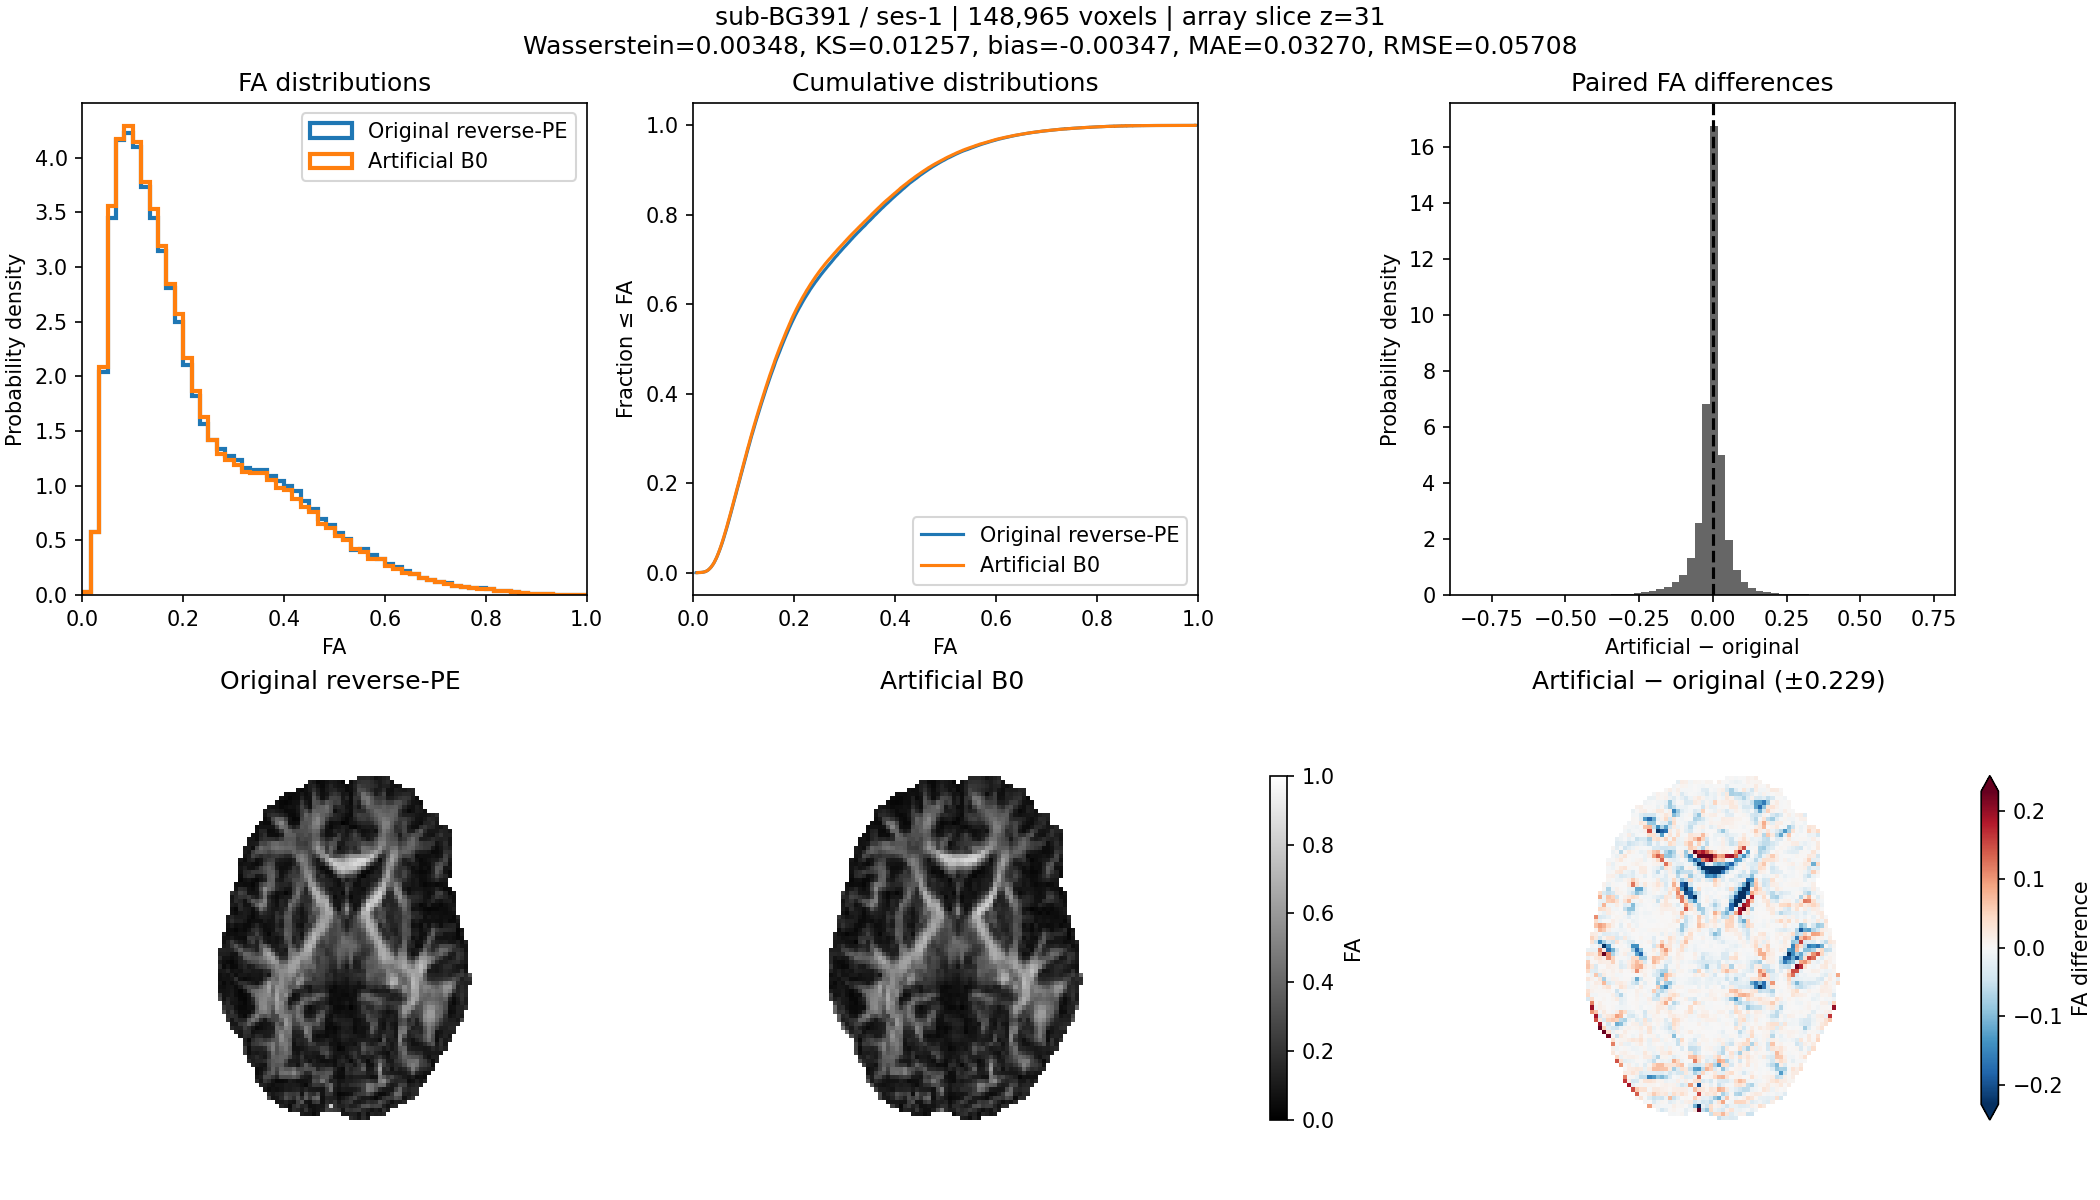 sub-BG391 / ses-1 | 148,965 voxels | array slice z=31
Wasserstein=0.00348, KS=0.01257, bias=-0.00347, MAE=0.03270, RMSE=0.05708
FA distributions
Probability density
4.0
3.5
3.0
2.5
2.0
1.5
1.0
0.5
0.0
Original reverse-PE
Artificial B0
0.0 0.2 0.4 0.6 0.8 1.0
FA
Cumulative distributions
Fraction ≤ FA
1.0
0.8
0.6
0.4
0.2
0.0
Original reverse-PE
Artificial B0
0.0 0.2 0.4 0.6 0.8 1.0
FA
Paired FA differences
Probability density
16
14
12
10
8
6
4
2
0
−0.75 −0.50 −0.25 0.00 0.25 0.50 0.75
Artificial − original
Original reverse-PE
Artificial B0
1.0
0.8
0.6
0.4
0.2
0.0
FA
Artificial − original (±0.229)
0.2
0.1
0.0
−0.1
−0.2
FA difference